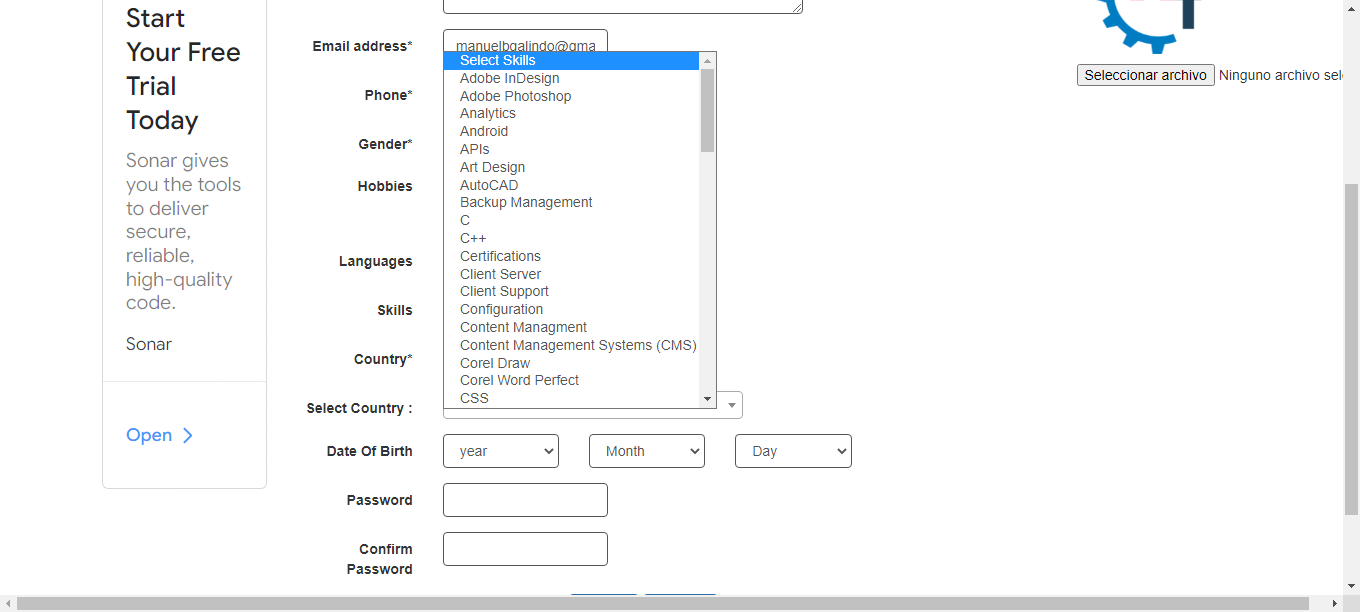 Start
Your Free
Trial
Today
Sonar gives
you the tools
to deliver
secure,
reliable,
high-quality
code.
Sonar
Open
Email address*
manuelbgalindo@gma
Phone*
Gender*
Hobbies
Languages
Skills
Country*
Select Country :
Select Skills
Adobe InDesign
Adobe Photoshop
Analytics
Android
APIs
Art Design
AutoCAD
Backup Management
C
C++
Certifications
Client Server
Client Support
Configuration
Content Managment
Content Management Systems (CMS)
Corel Draw
Corel Word Perfect
CSS
Date Of Birth
year
Month
Day
Password
Confirm
Password
Seleccionar archivo
Ninguno archivo sel